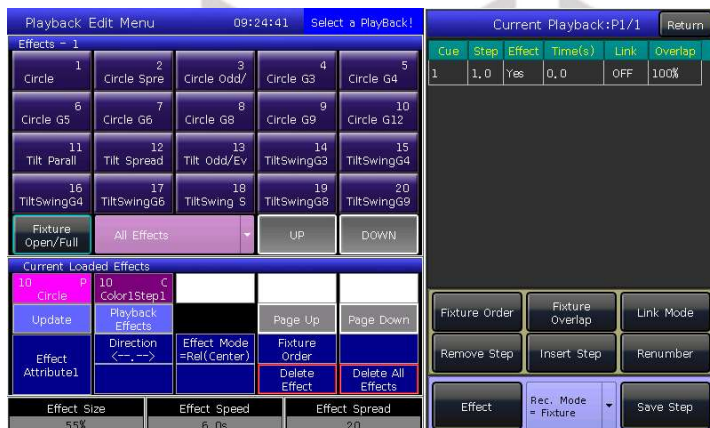 Playback Edit Menu 09:24:41 Select a PlayBack!
Effects - 1
1 2 3 4 5
Circle Circle Spre Circle Odd/ Circle G3 Circle G4
6 7 8 9 10
Circle G5 Circle G6 Circle G8 Circle G9 Circle G12
11 12 13 14 15
Tilt Parall Tilt Spread Tilt Odd/Ev TiltSwingG3 TiltSwingG4
16 17 18 19 20
TiltSwingG4 TiltSwingG6 TiltSwing S TiltSwingG8 TiltSwingG9
Fixture
Open/Full
All Effects UP DOWN
Current Loaded Effects
10 P 10 C
Circle Color1Step1
Update
Playback
Effects
Page Up Page Down
Effect
Attribute1
Direction
<--.-->
Effect Mode
=Rel(Center)
Fixture
Order
Delete
Effect
Delete All
Effects
Effect Size Effect Speed Effect Spread
55% 6.0s 20
Current Playback:P1/1 Return
Cue Step Effect Time(s) Link Overlap
1 1.0 Yes 0.0 OFF 100%
Fixture Order
Fixture
Overlap
Link Mode
Remove Step Insert Step Renumber
Effect
Rec. Mode
= Fixture
Save Step